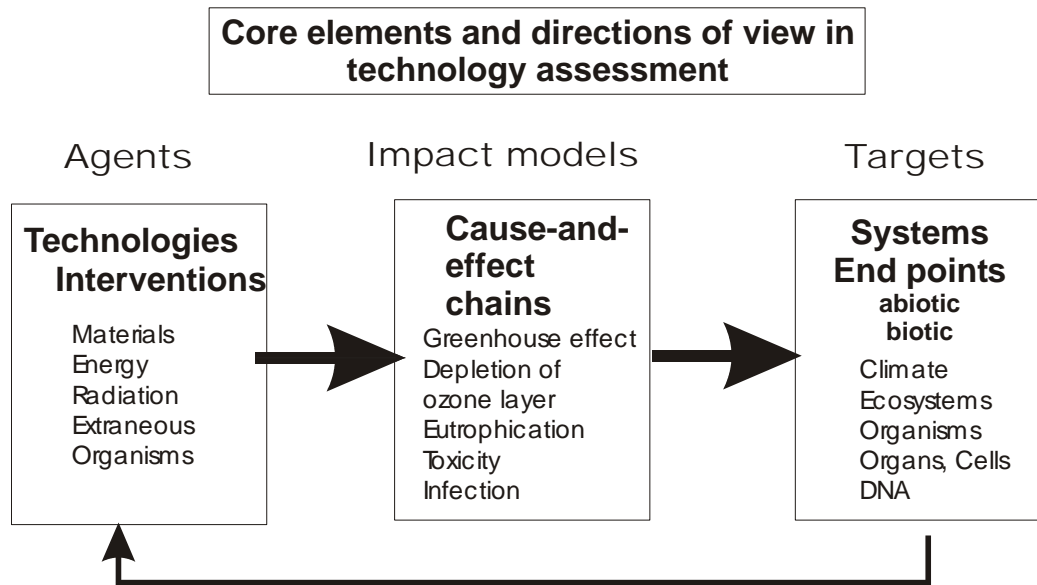 Core elements and directions of view in
technology assessment
Agents
Technologies
Interventions
Materials
Energy
Radiation
Extraneous
Organisms
Impact models
Cause-and-
effect
chains
Greenhouse effect
Depletion of
ozone layer
Eutrophication
Toxicity
Infection
Targets
Systems
End points
abiotic
biotic
Climate
Ecosystems
Organisms
Organs, Cells
DNA